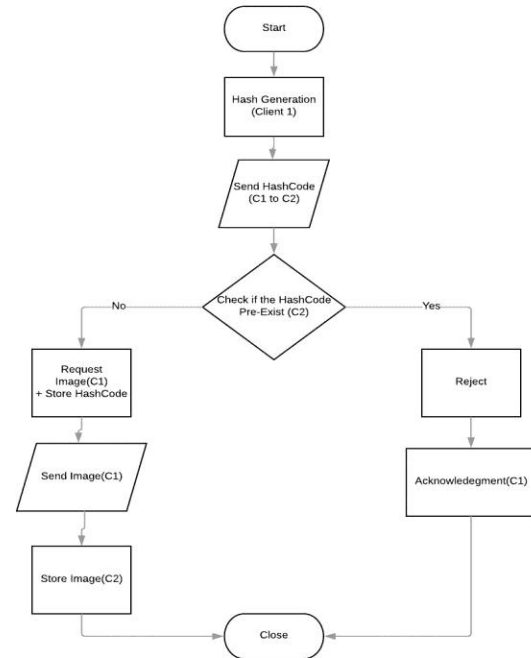 Start
Hash Generation
(Client 1)
Send HashCode
(C1 to C2)
Check if the HashCode
Pre-Exist (C2)
No
Yes
Request
Image(C1)
+ Store HashCode
Reject
Send Image(C1)
Acknowledegment(C1)
Store Image(C2)
Close